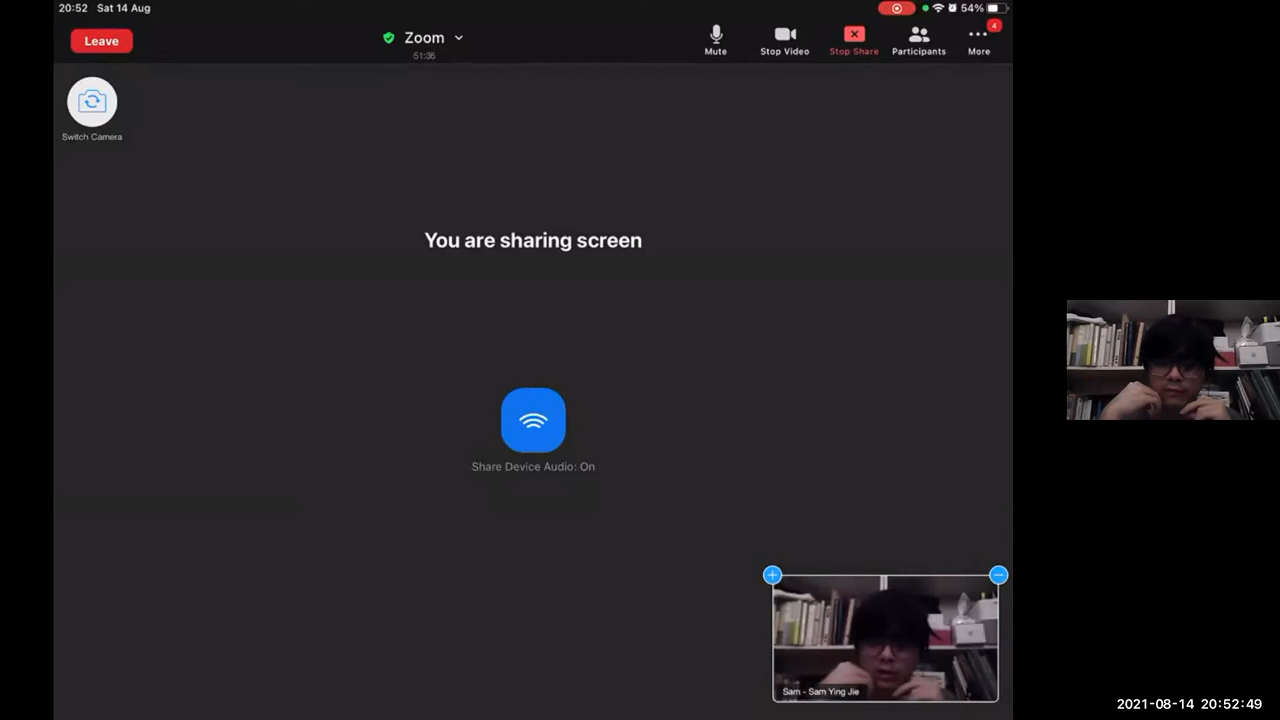 20:52 Sat 14 Aug
54%
Leave
Zoom
51:36
Mute
Stop Video
Stop Share
Participants
4
More
Switch Camera
You are sharing screen
Share Device Audio: On
Sam - Sam Ying Jie
2021-08-14 20:52:49